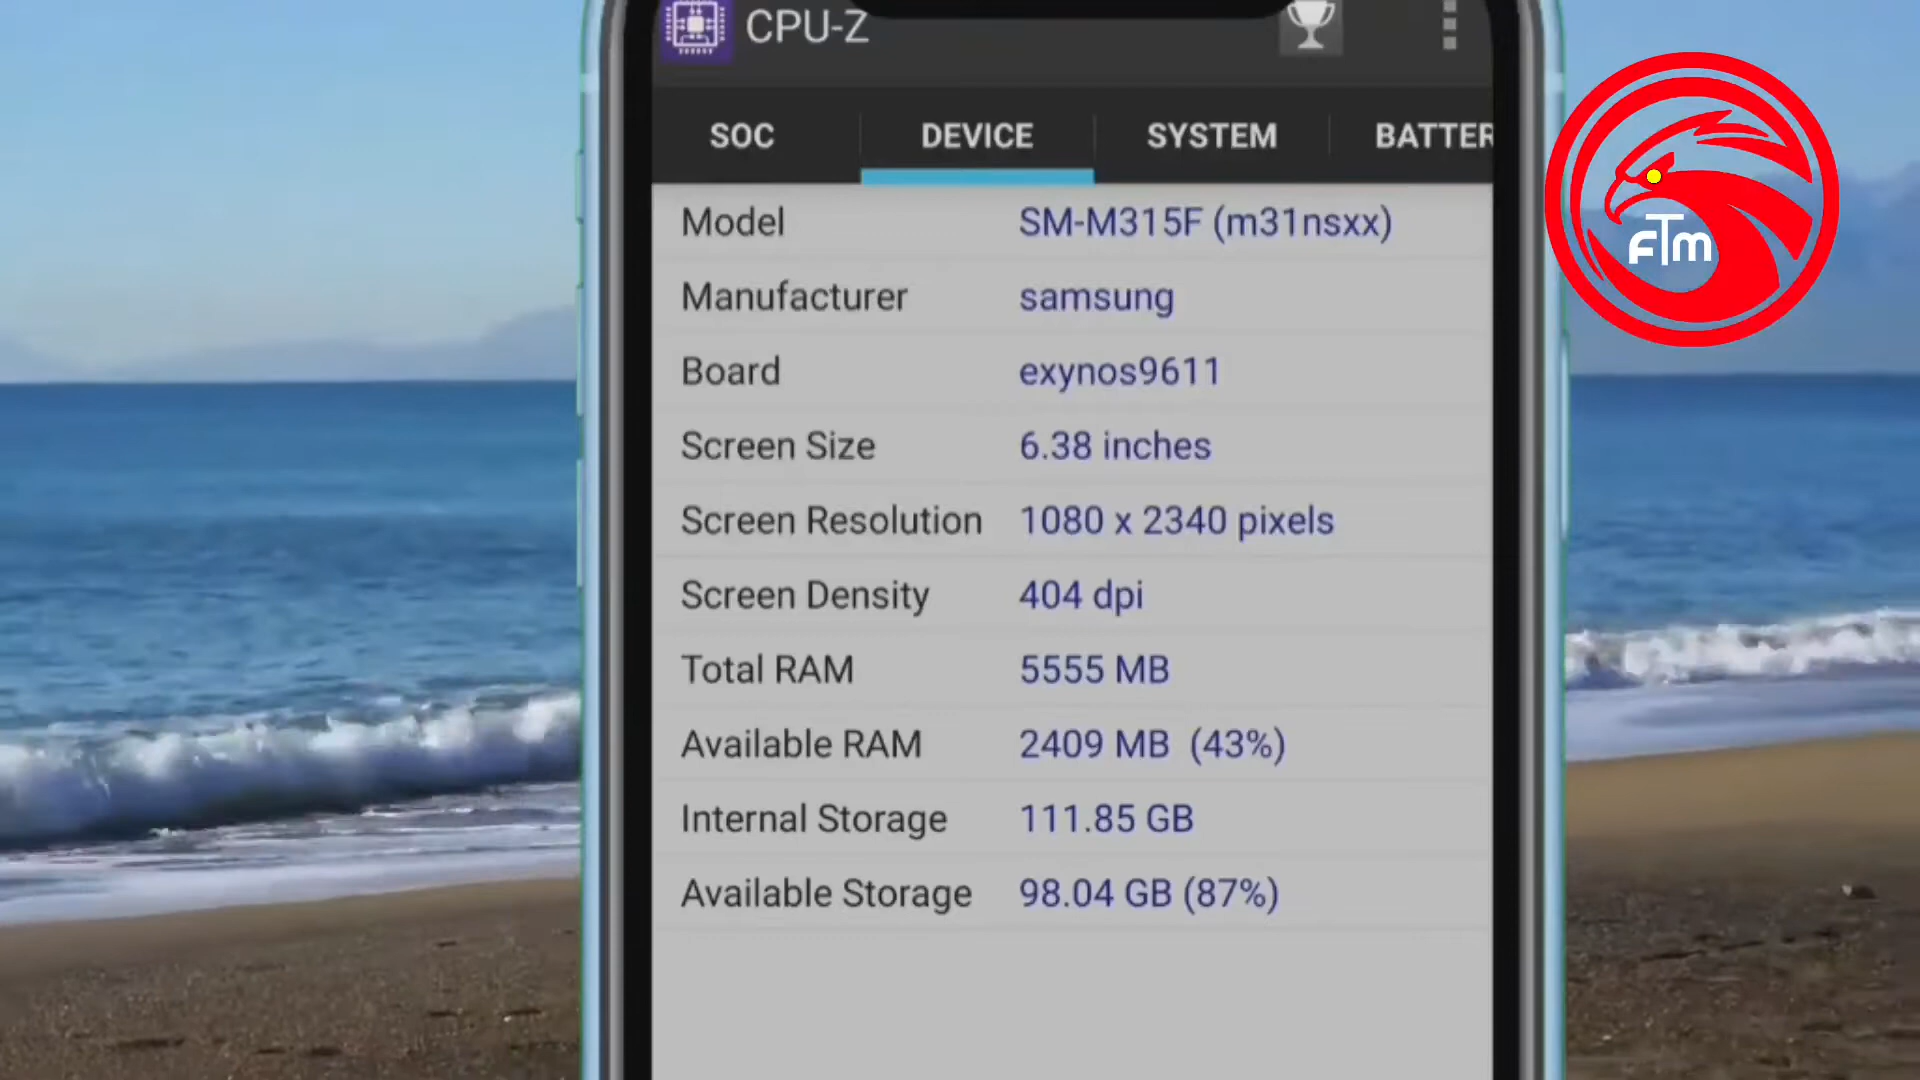 CPU-Z
SOC DEVICE SYSTEM BATTER
Model SM-M315F (m31nsxx)
Manufacturer samsung
Board exynos9611
Screen Size 6.38 inches
Screen Resolution 1080 x 2340 pixels
Screen Density 404 dpi
Total RAM 5555 MB
Available RAM 2409 MB (43%)
Internal Storage 111.85 GB
Available Storage 98.04 GB (87%)
FTm